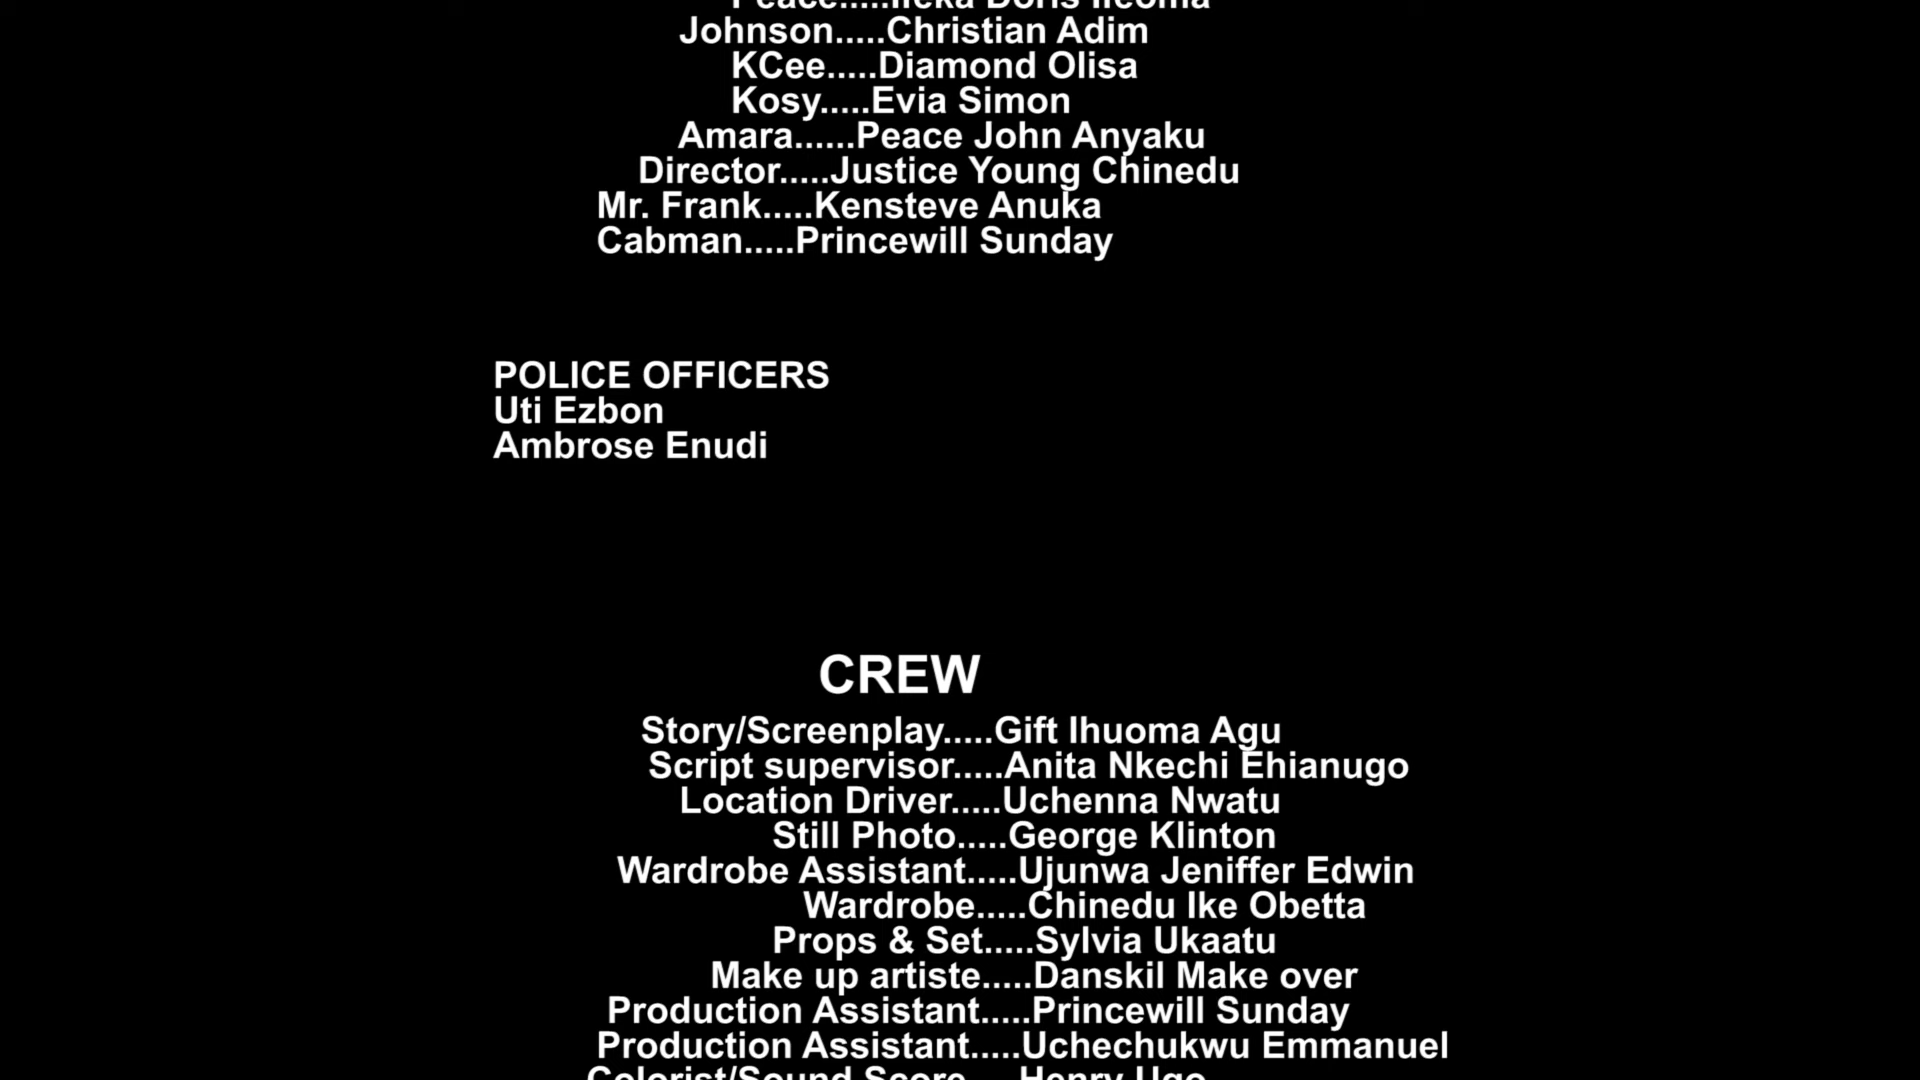 Johnson.....Christian Adim
KCee.....Diamond Olisa
Kosy.....Evia Simon
Amara......Peace John Anyaku
Director.....Justice Young Chinedu
Mr. Frank.....Kensteve Anuka
Cabman.....Princewill Sunday
POLICE OFFICERS
Uti Ezbon
Ambrose Enudi
CREW
Story/Screenplay.....Gift Ihuoma Agu
Script supervisor.....Anita Nkechi Ehianugo
Location Driver.....Uchenna Nwatu
Still Photo.....George Klinton
Wardrobe Assistant.....Ujunwa Jeniffer Edwin
Wardrobe.....Chinedu Ike Obetta
Props & Set.....Sylvia Ukaatu
Make up artiste.....Danskil Make over
Production Assistant.....Princewill Sunday
Production Assistant.....Uchechukwu Emmanuel
Colorist/Sound Score.....Henry Ugo